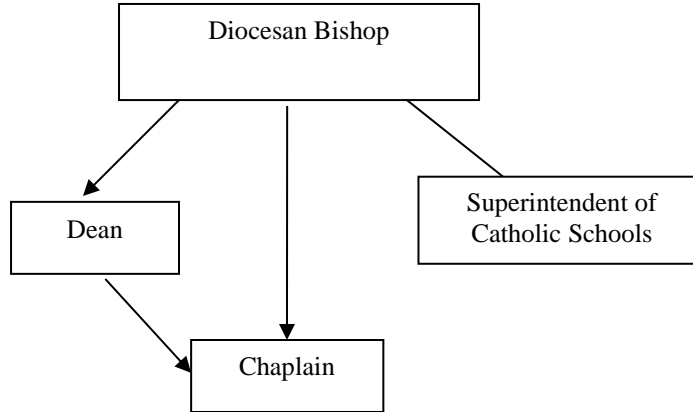 Diocesan Bishop
Dean
Superintendent of
Catholic Schools
Chaplain